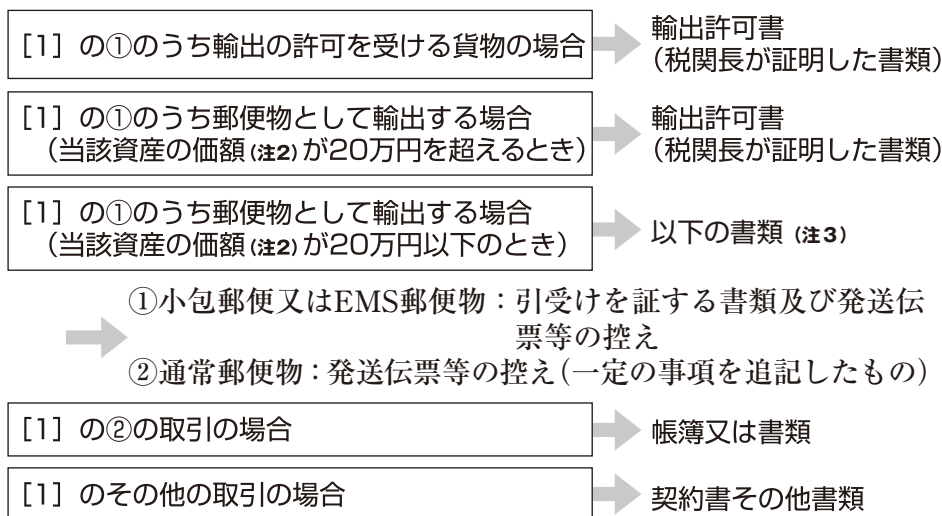 [1] の①のうち輸出の許可を受ける貨物の場合
輸出許可書
(税関長が証明した書類)
[1] の①のうち郵便物として輸出する場合
(当該資産の価額(注2)が20万円を超えるとき)
輸出許可書
(税関長が証明した書類)
[1] の①のうち郵便物として輸出する場合
(当該資産の価額(注2)が20万円以下のとき)
以下の書類 (注3)
①小包郵便又はEMS郵便物:引受けを証する書類及び発送伝
票等の控え
②通常郵便物:発送伝票等の控え(一定の事項を追記したもの)
[1] の②の取引の場合
帳簿又は書類
[1] のその他の取引の場合
契約書その他書類